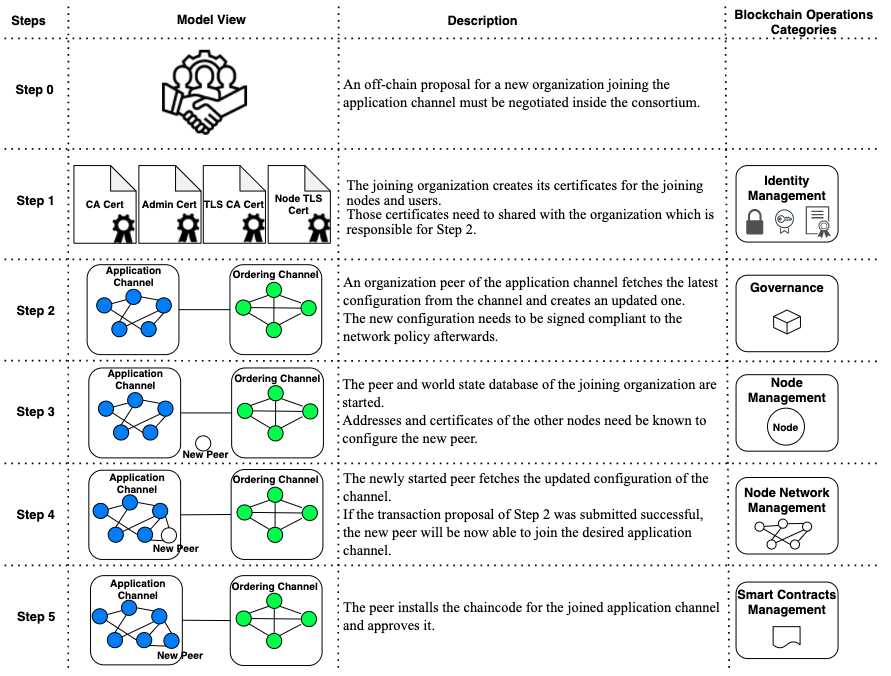 Steps
Model View
Description
Blockchain Operations
Categories
Step 0
An off-chain proposal for a new organization joining the
application channel must be negotiated inside the consortium.
Step 1
CA Cert
Admin Cert
TLS CA Cert
Node TLS
Cert
The joining organization creates its certificates for the joining
nodes and users.
Those certificates need to shared with the organization which is
responsible for Step 2.
Identity
Management
Step 2
Application
Channel
Ordering Channel
An organization peer of the application channel fetches the latest
configuration from the channel and creates an updated one.
The new configuration needs to be signed compliant to the
network policy afterwards.
Governance
Step 3
Application
Channel
Ordering Channel
New Peer
The peer and world state database of the joining organization are
started.
Addresses and certificates of the other nodes need be known to
configure the new peer.
Node
Management
Node
Step 4
Application
Channel
Ordering Channel
New Peer
The newly started peer fetches the updated configuration of the
channel.
If the transaction proposal of Step 2 was submitted successful,
the new peer will be now able to join the desired application
channel.
Node Network
Management
Step 5
Application
Channel
Ordering Channel
New Peer
The peer installs the chaincode for the joined application channel
and approves it.
Smart Contracts
Management